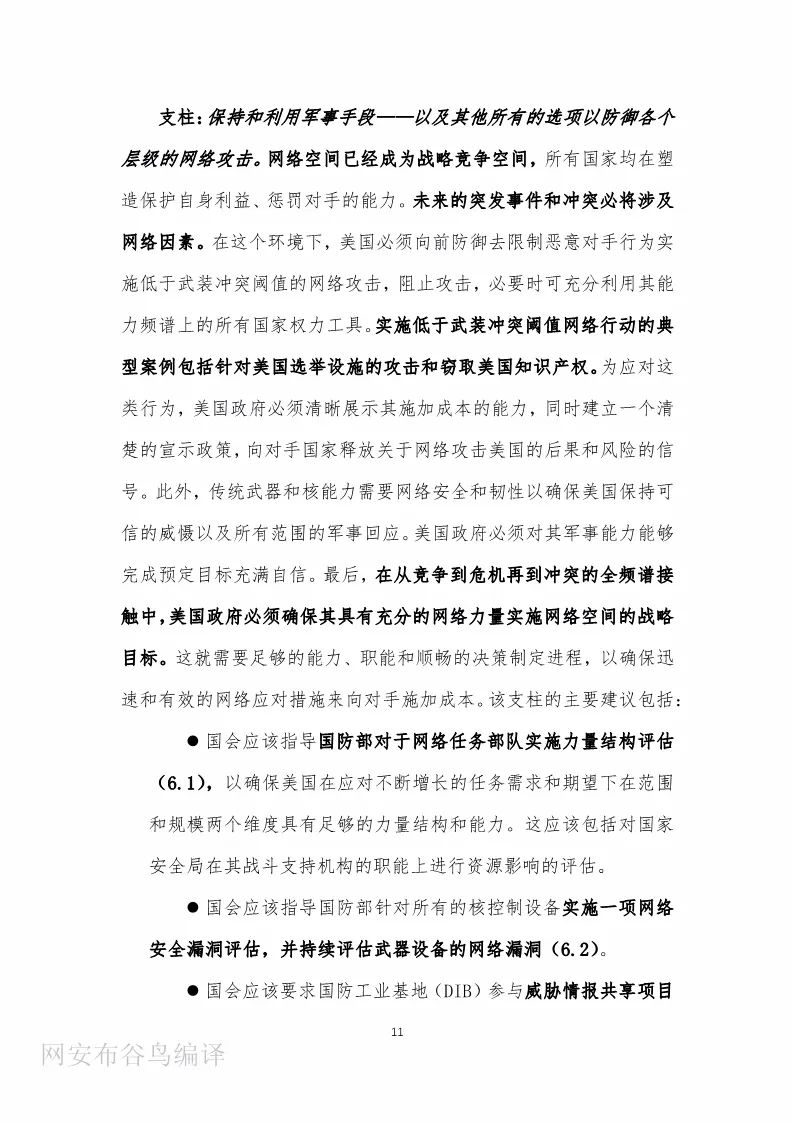 支柱：保持和利用军事手段——以及其他所有的选项以防御各个
层级的网络攻击。网络空间已经成为战略竞争空间，所有国家均在塑
造保护自身利益、惩罚对手的能力。未来的突发事件和冲突必将涉及
网络因素。在这个环境下，美国必须向前防御去限制恶意对手行为实
施低于武装冲突阈值的网络攻击，阻止攻击，必要时可充分利用其能
力频谱上的所有国家权力工具。实施低于武装冲突阈值网络行动的典
型案例包括针对美国选举设施的攻击和窃取美国知识产权。为应对这
类行为，美国政府必须清晰展示其施加成本的能力，同时建立一个清
楚的宣示政策，向对手国家释放关于网络攻击美国的后果和风险的信
号。此外，传统武器和核能力需要网络安全和韧性以确保美国保持可
信的威慑以及所有范围的军事回应。美国政府必须对其军事能力能够
完成预定目标充满自信。最后，在从竞争到危机再到冲突的全频谱接
触中，美国政府必须确保其具有充分的网络力量实施网络空间的战略
目标。这就需要足够的能力、职能和顺畅的决策制定进程，以确保迅
速和有效的网络应对措施来向对手施加成本。该支柱的主要建议包括：
●国会应该指导国防部对于网络任务部队实施力量结构评估
（6.1），以确保美国在应对不断增长的任务需求和期望下在范围
和规模两个维度具有足够的力量结构和能力。这应该包括对国家
安全局在其战斗支持机构的职能上进行资源影响的评估。
●国会应该指导国防部针对所有的核控制设备实施一项网络
安全漏洞评估，并持续评估武器设备的网络漏洞（6.2）。
●国会应该要求国防工业基地（DIB）参与威胁情报共享项目
11
网安布谷鸟编译